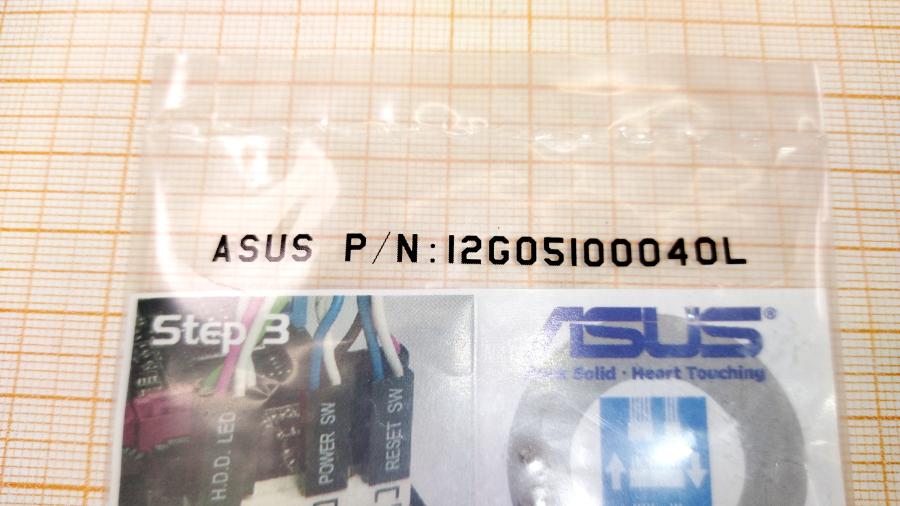 ASUS P/N:12G05100040L
Step 3
H.D.D. LED
POWER SW
RESET SW
ASUS®
Solid · Heart Touching